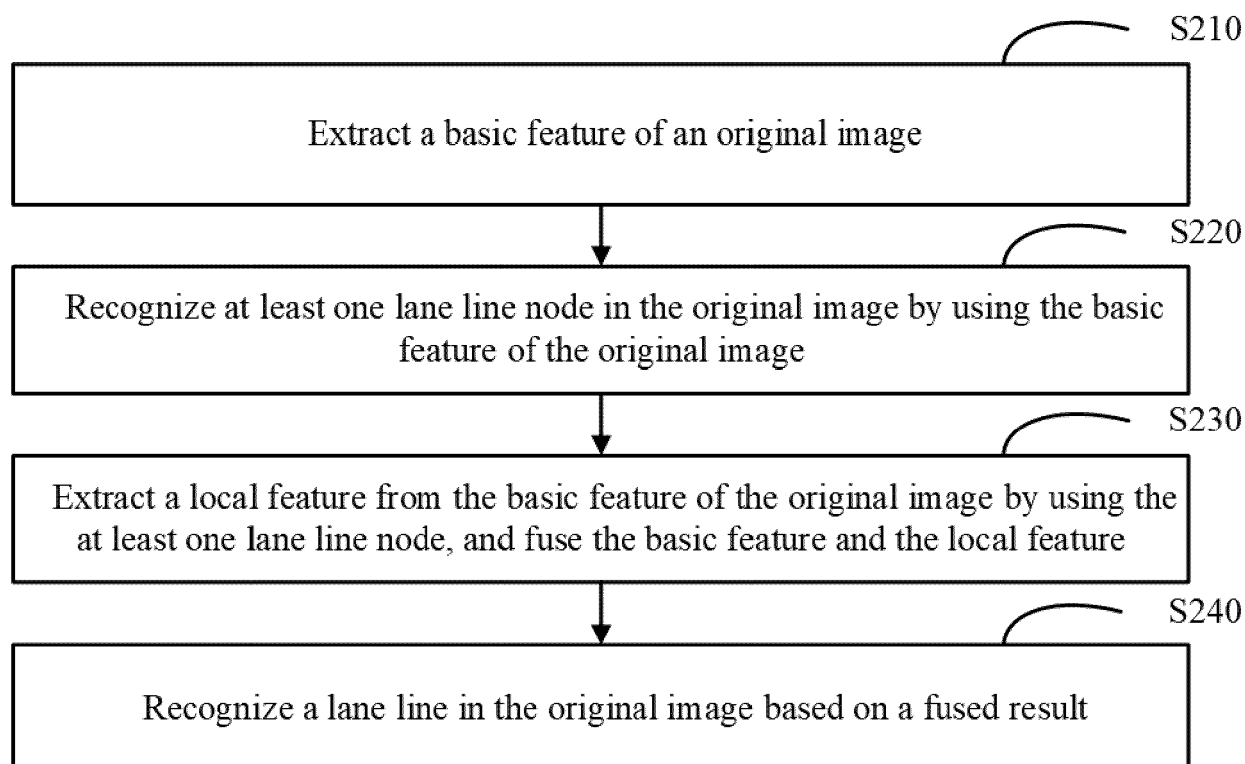 S210
Extract a basic feature of an original image
S220
Recognize at least one lane line node in the original image by using the basic
feature of the original image
S230
Extract a local feature from the basic feature of the original image by using the
at least one lane line node, and fuse the basic feature and the local feature
S240
Recognize a lane line in the original image based on a fused result